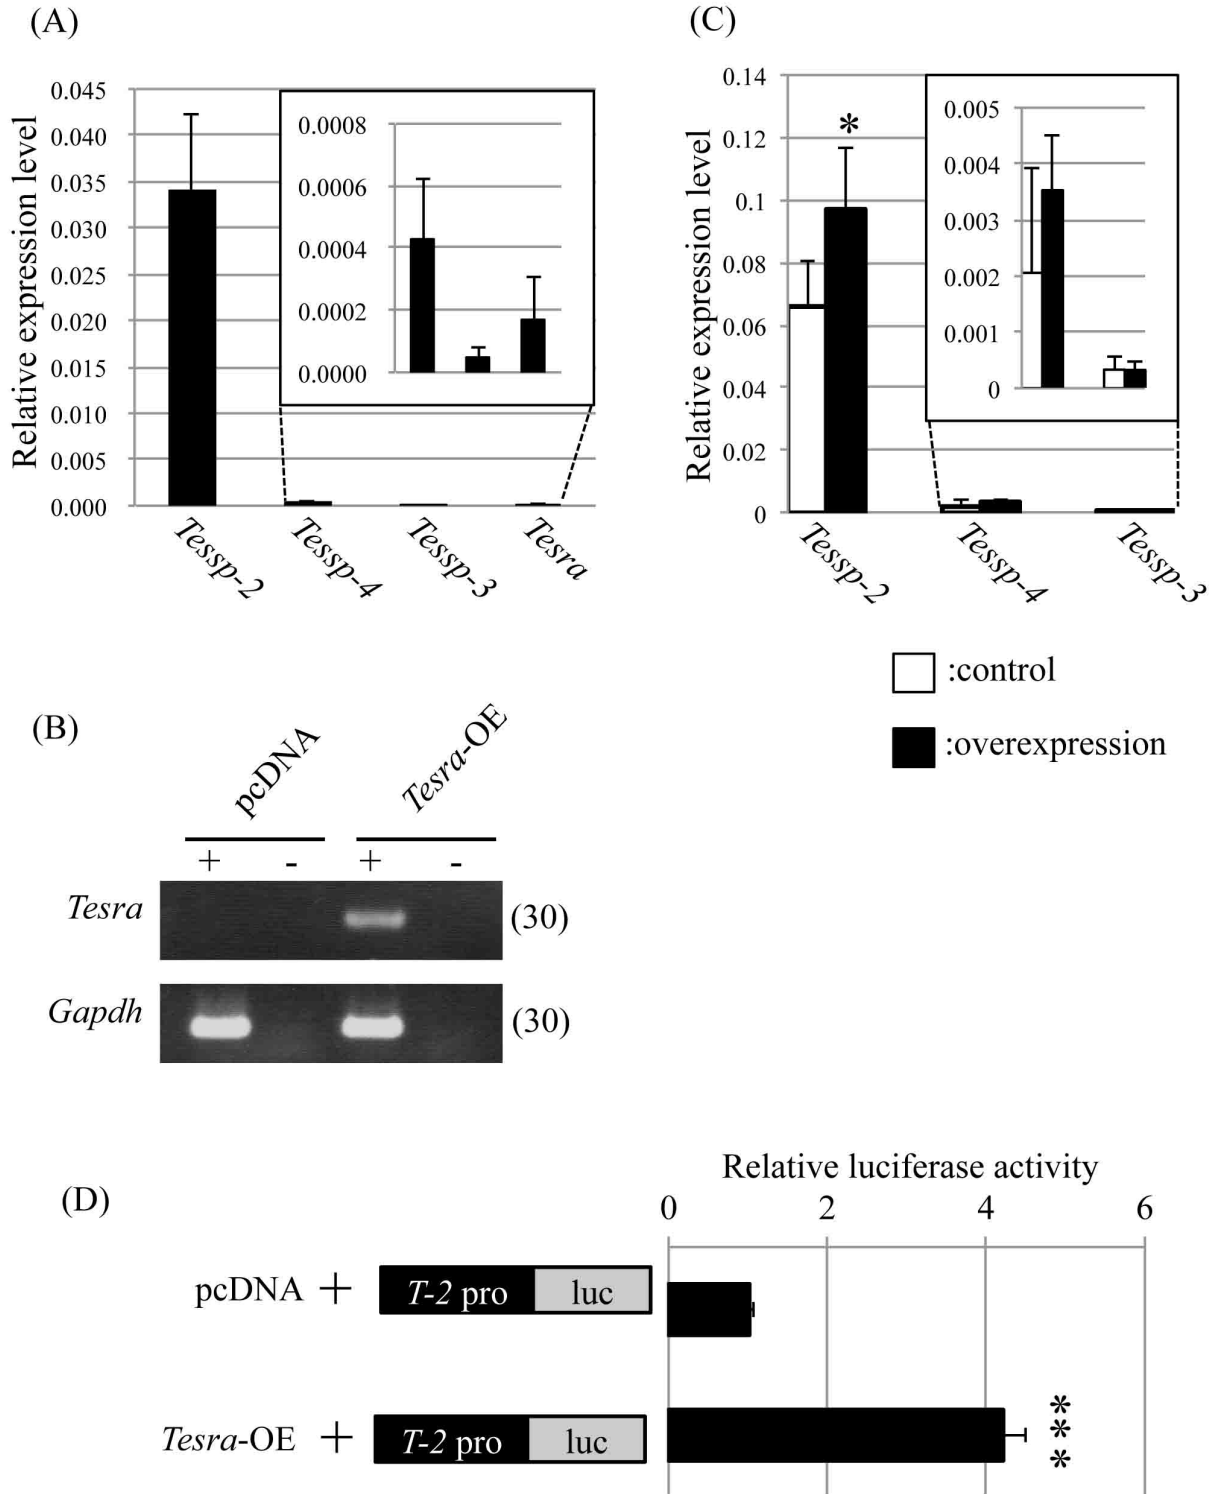 (A)
Relative expression level
0.045
0.040
0.035
0.030
0.025
0.020
0.015
0.010
0.005
0.000
0.0008
0.0006
0.0004
0.0002
0.0000
Tessp-2
Tessp-4
Tessp-3
Tesra
(C)
Relative expression level
0.14
0.12
0.1
0.08
0.06
0.04
0.02
0
*
0.005
0.004
0.003
0.002
0.001
0
Tessp-2
Tessp-4
Tessp-3
:control
:overexpression
(B)
pcDNA
Tesra-OE
+ - + -
Tesra (30)
Gapdh (30)
(D)
Relative luciferase activity
0 2 4 6
pcDNA + T-2 pro luc
Tesra-OE + T-2 pro luc
***